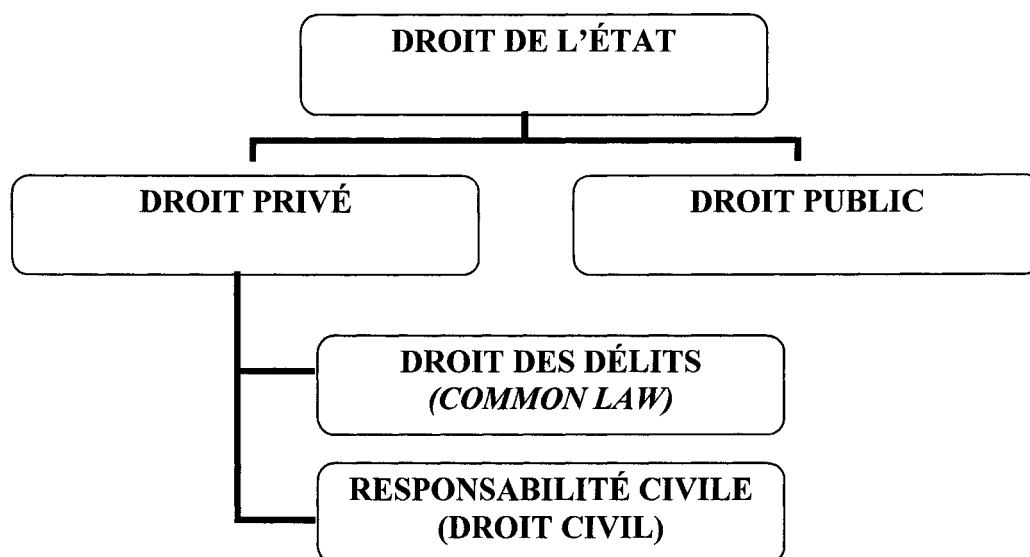 DROIT DE L'ÉTAT
DROIT PRIVÉ
DROIT PUBLIC
DROIT DES DÉLITS
(COMMON LAW)
RESPONSABILITÉ CIVILE
(DROIT CIVIL)